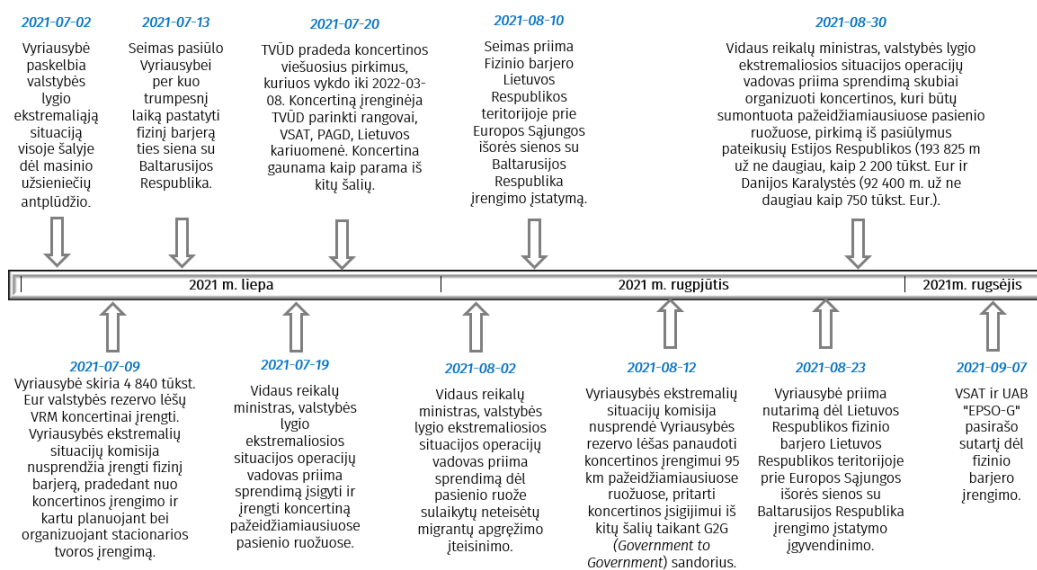 2021-07-02
Vyriausybė
paskelbia
valstybės
lygio
ekstremaliąją
situaciją
visoje šalyje
dėl masinio
užsieniečių
antplūdžio.
2021-07-13
Seimas pasiūlo
Vyriausybei
per kuo
trumpesnį
laiką pastatyti
fizinį barjerą
ties siena su
Baltarusijos
Respublika.
2021-07-20
TVŪD pradeda koncertinos
viešuosius pirkimus,
kuriuos vykdo iki 2022-03-
08. Koncertiną įrenginėja
TVŪD parinkti rangovai,
VSAT, PAGD, Lietuvos
kariuomenė. Koncertina
gaunama kaip parama iš
kitų šalių.
2021-08-10
Seimas priima
Fizinio barjero
Lietuvos
Respublikos
teritorijoje prie
Europos Sąjungos
išorės sienos su
Baltarusijos
Respublika
įrengimo įstatymą.
2021-08-30
Vidaus reikalų ministras, valstybės lygio
ekstremaliosios situacijos operacijų
vadovas priima sprendimą skubiai
organizuoti koncertinos, kuri būtų
sumontuota pažeidžiamiausiuose pasienio
ruožuose, pirkimą iš pasiūlymus
pateikusių Estijos Respublikos (193 825 m
už ne daugiau, kaip 2 200 tūkst. Eur ir
Danijos Karalystės (92 400 m. už ne
daugiau kaip 750 tūkst. Eur.).
2021 m. liepa
2021 m. rugpjūtis
2021m. rugsėjis
2021-07-09
Vyriausybė skiria 4 840 tūkst.
Eur valstybės rezervo lėšų
VRM koncertinai įrengti.
Vyriausybės ekstremalių
situacijų komisija
nusprendžia įrengti fizinį
barjerą, pradedant nuo
koncertinos įrengimo ir
kartu planuojant bei
organizuojant stacionarios
tvoros įrengimą.
2021-07-19
Vidaus reikalų
ministras, valstybės
lygio
ekstremaliosios
situacijos operacijų
vadovas priima
sprendimą įsigyti ir
įrengti koncertiną
pažeidžiamiausiuose
pasienio ruožuose.
2021-08-02
Vidaus reikalų
ministras, valstybės
lygio ekstremaliosios
situacijos operacijų
vadovas priima
sprendimą dėl
pasienio ruože
sulaikytų neteisėtų
migrantų apgręžimo
įteisinimo.
2021-08-12
Vyriausybės ekstremalių
situacijų komisija
nusprendė Vyriausybės
rezervo lėšas panaudoti
koncertinos įrengimui 95
km pažeidžiamiausiuose
ruožuose, pritarti
koncertinos įsigijimui iš
kitų šalių taikant G2G
(Government to
Government) sandorius.
2021-08-23
Vyriausybė priima
nutarimą dėl Lietuvos
Respublikos fizinio
barjero Lietuvos
Respublikos teritorijoje
prie Europos Sąjungos
išorės sienos su
Baltarusijos Respublika
įrengimo įstatymo
įgyvendinimo.
2021-09-07
VSAT ir UAB
"EPSO-G"
pasirašo
sutartį dėl
fizinio
barjero
įrengimo.